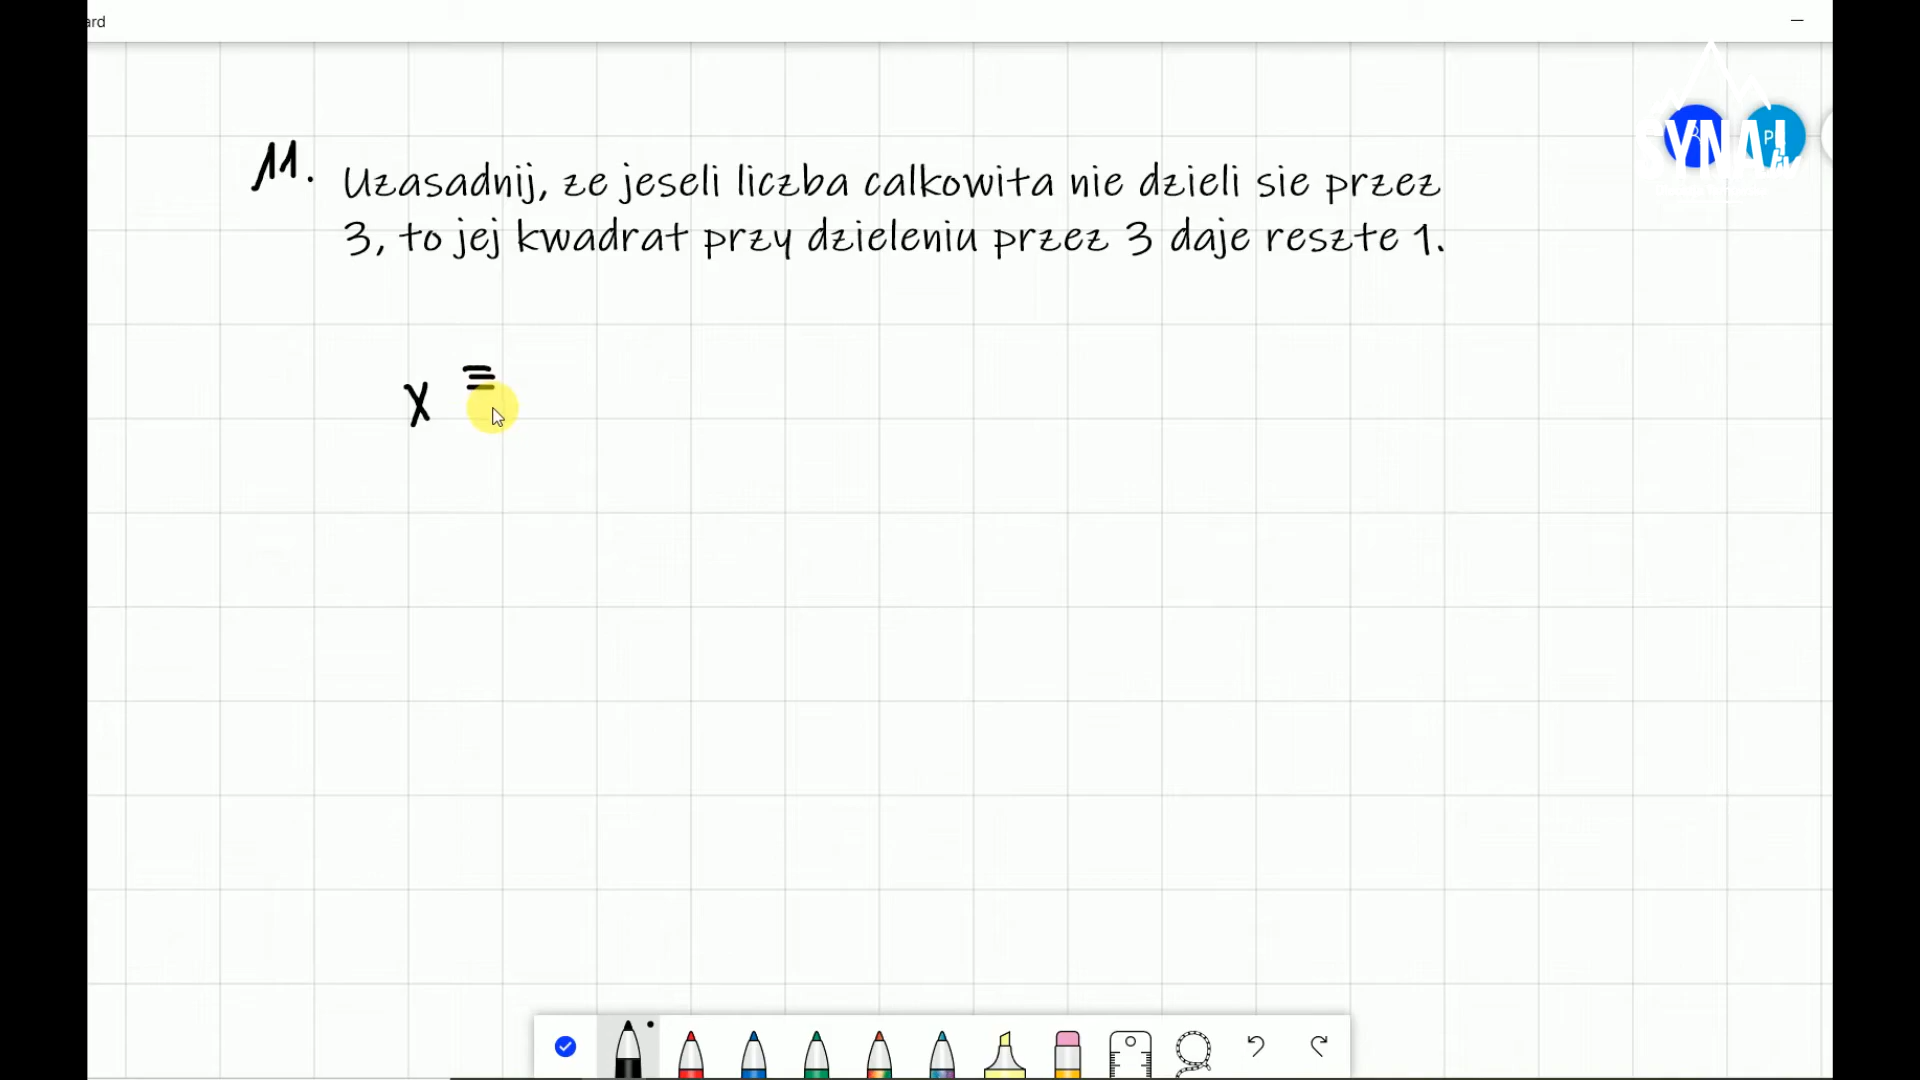 ard
11. Uzasadnij, ze jeseli liczba calkowita nie dzieli sie przez
3, to jej kwadrat przy dzieleniu przez 3 daje reszte 1.
x ≡
SYNAJ